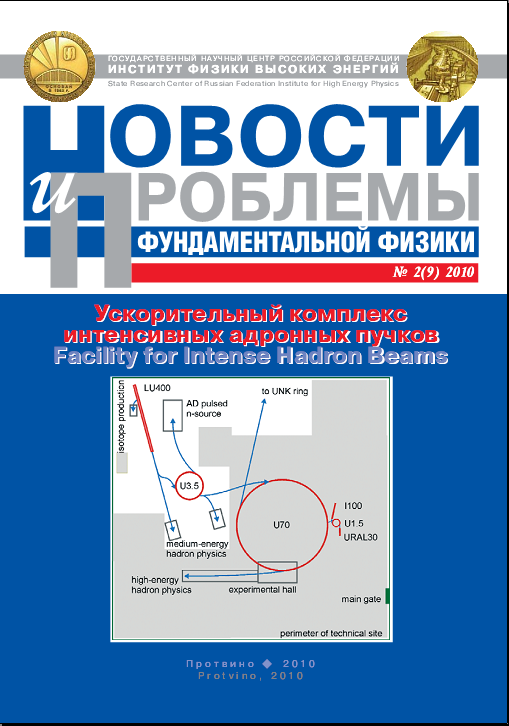 ГОСУДАРСТВЕННЫЙ НАУЧНЫЙ ЦЕНТР РОССИЙСКОЙ ФЕДЕРАЦИИ
ИНСТИТУТ ФИЗИКИ ВЫСОКИХ ЭНЕРГИЙ
State Research Center of Russian Federation Institute for High Energy Physics
НОВОСТИ
и ПРОБЛЕМЫ
ФУНДАМЕНТАЛЬНОЙ ФИЗИКИ
№ 2(9) 2010
Ускорительный комплекс
интенсивных адронных пучков
Facility for Intense Hadron Beams
isotope production
LU400
AD pulsed
n-source
to UNK ring
U3.5
U70
I100
U1.5
URAL30
medium-energy
hadron physics
high-energy
hadron physics
experimental hall
main gate
perimeter of technical site
Протвино ◆ 2010
Protvino, 2010